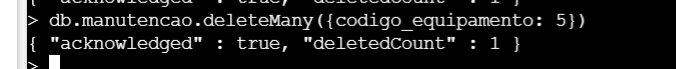 > db.manutencao.deleteMany({codigo_equipamento: 5})
{ "acknowledged" : true, "deletedCount" : 1 }
>